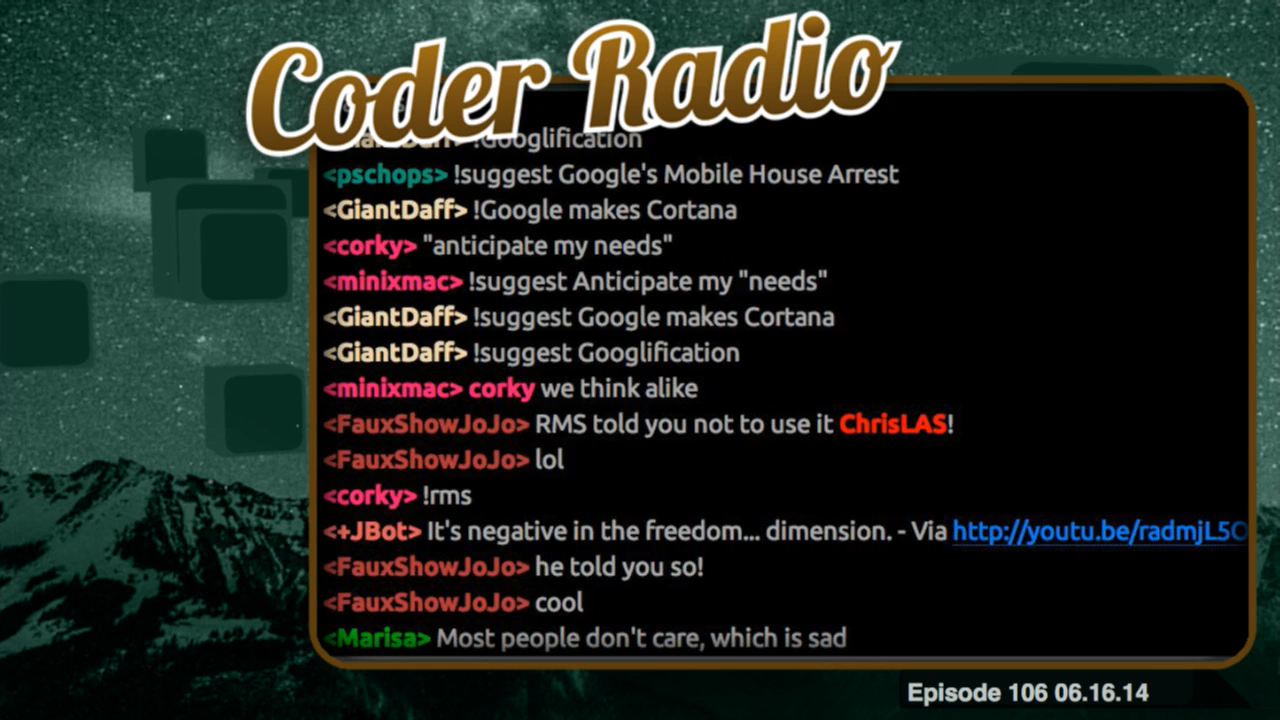 Coder Radio
!Googlification
<pschops> !suggest Google's Mobile House Arrest
<GiantDaff> !Google makes Cortana
<corky> "anticipate my needs"
<minixmac> !suggest Anticipate my "needs"
<GiantDaff> !suggest Google makes Cortana
<GiantDaff> !suggest Googlification
<minixmac> corky we think alike
<FauxShowJoJo> RMS told you not to use it ChrisLAS!
<FauxShowJoJo> lol
<corky> !rms
<+JBot> It's negative in the freedom... dimension. - Via http://youtu.be/radmjL5O
<FauxShowJoJo> he told you so!
<FauxShowJoJo> cool
<Marisa> Most people don't care, which is sad
Episode 106 06.16.14